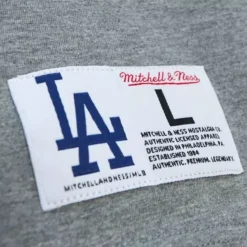 LA
MITCHELLANDNESS/MLB
Mitchell & Ness
L
MITCHELL & NESS NOSTALGIA CO.
AUTHENTIC LICENSED APPAREL
DESIGNED IN PHILADELPHIA, PA.
ESTABLISHED 1904
AUTHENTIC. PREMIUM. LEGENDARY.